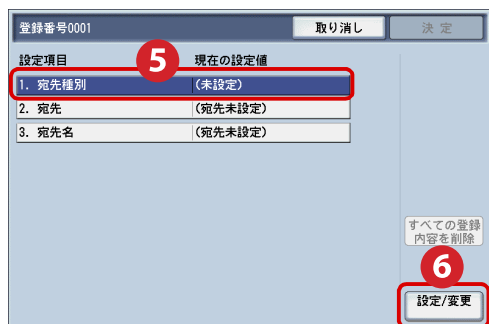 登録番号0001 取り消し 決 定
設定項目 5 現在の設定値
1. 宛先種別 (未設定)
2. 宛先 (宛先未設定)
3. 宛先名 (宛先未設定)
すべての登録
内容を削除
6
設定/変更